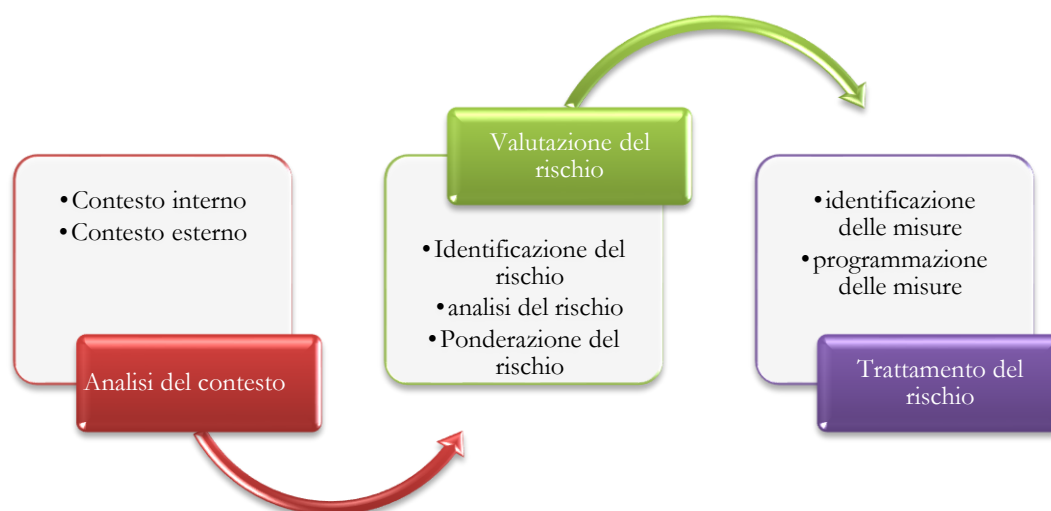 •Contesto interno
•Contesto esterno
Analisi del contesto
Valutazione del
rischio
•Identificazione del
rischio
•analisi del rischio
•Ponderazione del
rischio
•identificazione
delle misure
•programmazione
delle misure
Trattamento del
rischio